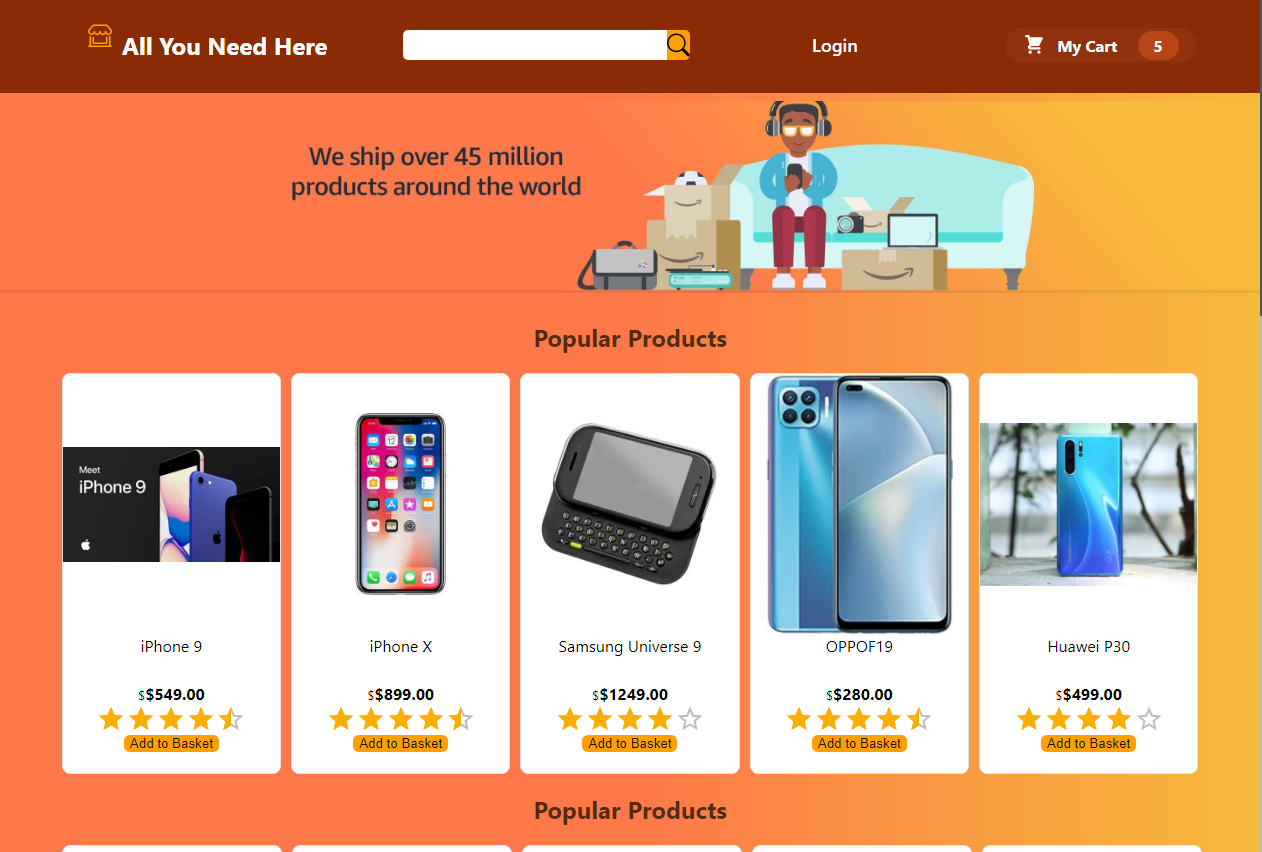 All You Need Here
Login
My Cart
5
We ship over 45 million
products around the world
Popular Products
Meet
iPhone 9
iPhone 9
iPhone X
Samsung Universe 9
OPPOF19
Huawei P30
$$549.00
$$899.00
$$1249.00
$$280.00
$$499.00
Add to Basket
Add to Basket
Add to Basket
Add to Basket
Add to Basket
Popular Products